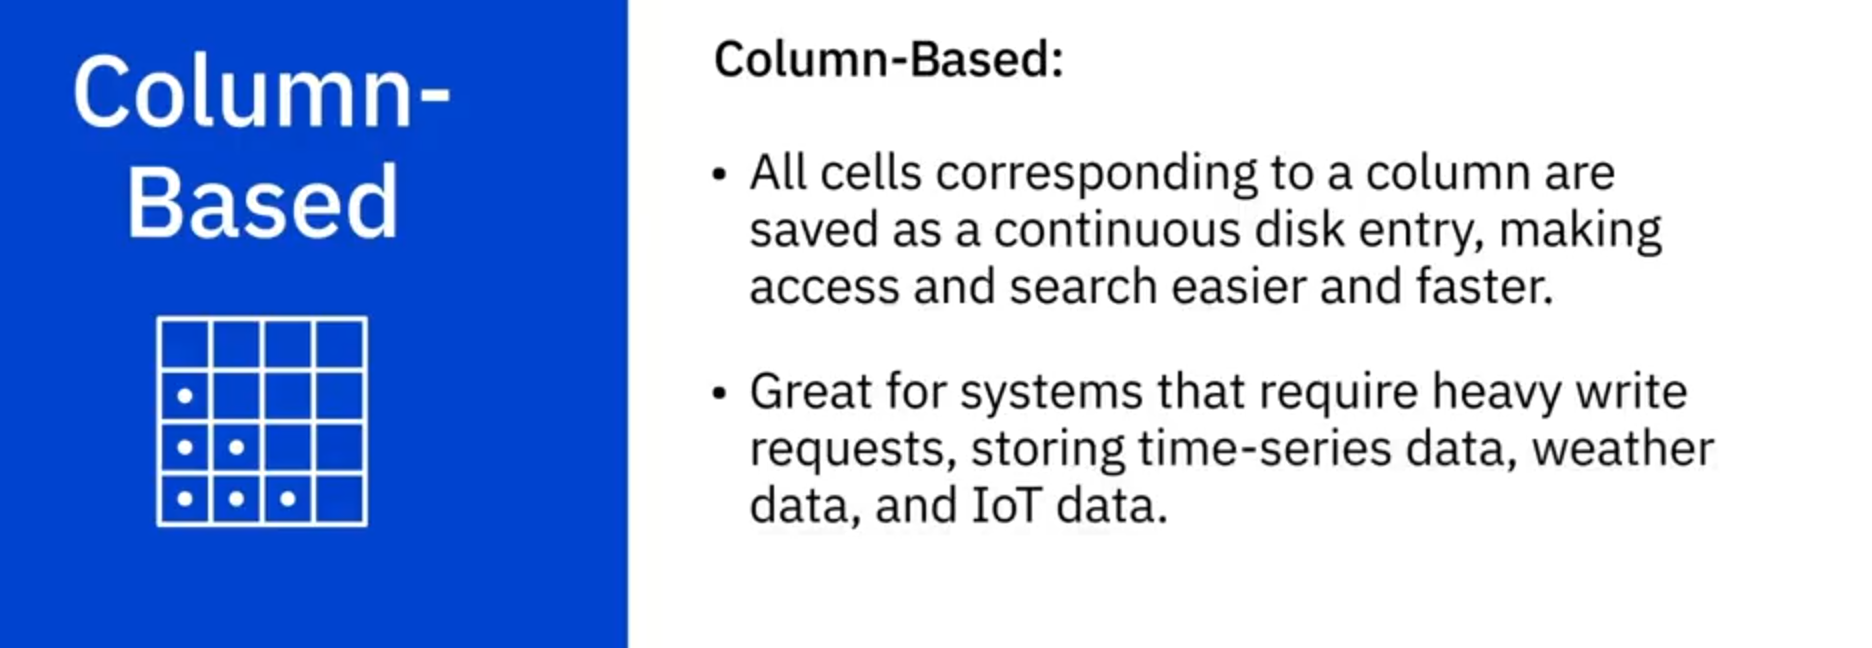 Column-
Based
Column-Based:
• All cells corresponding to a column are
saved as a continuous disk entry, making
access and search easier and faster.
• Great for systems that require heavy write
requests, storing time-series data, weather
data, and IoT data.